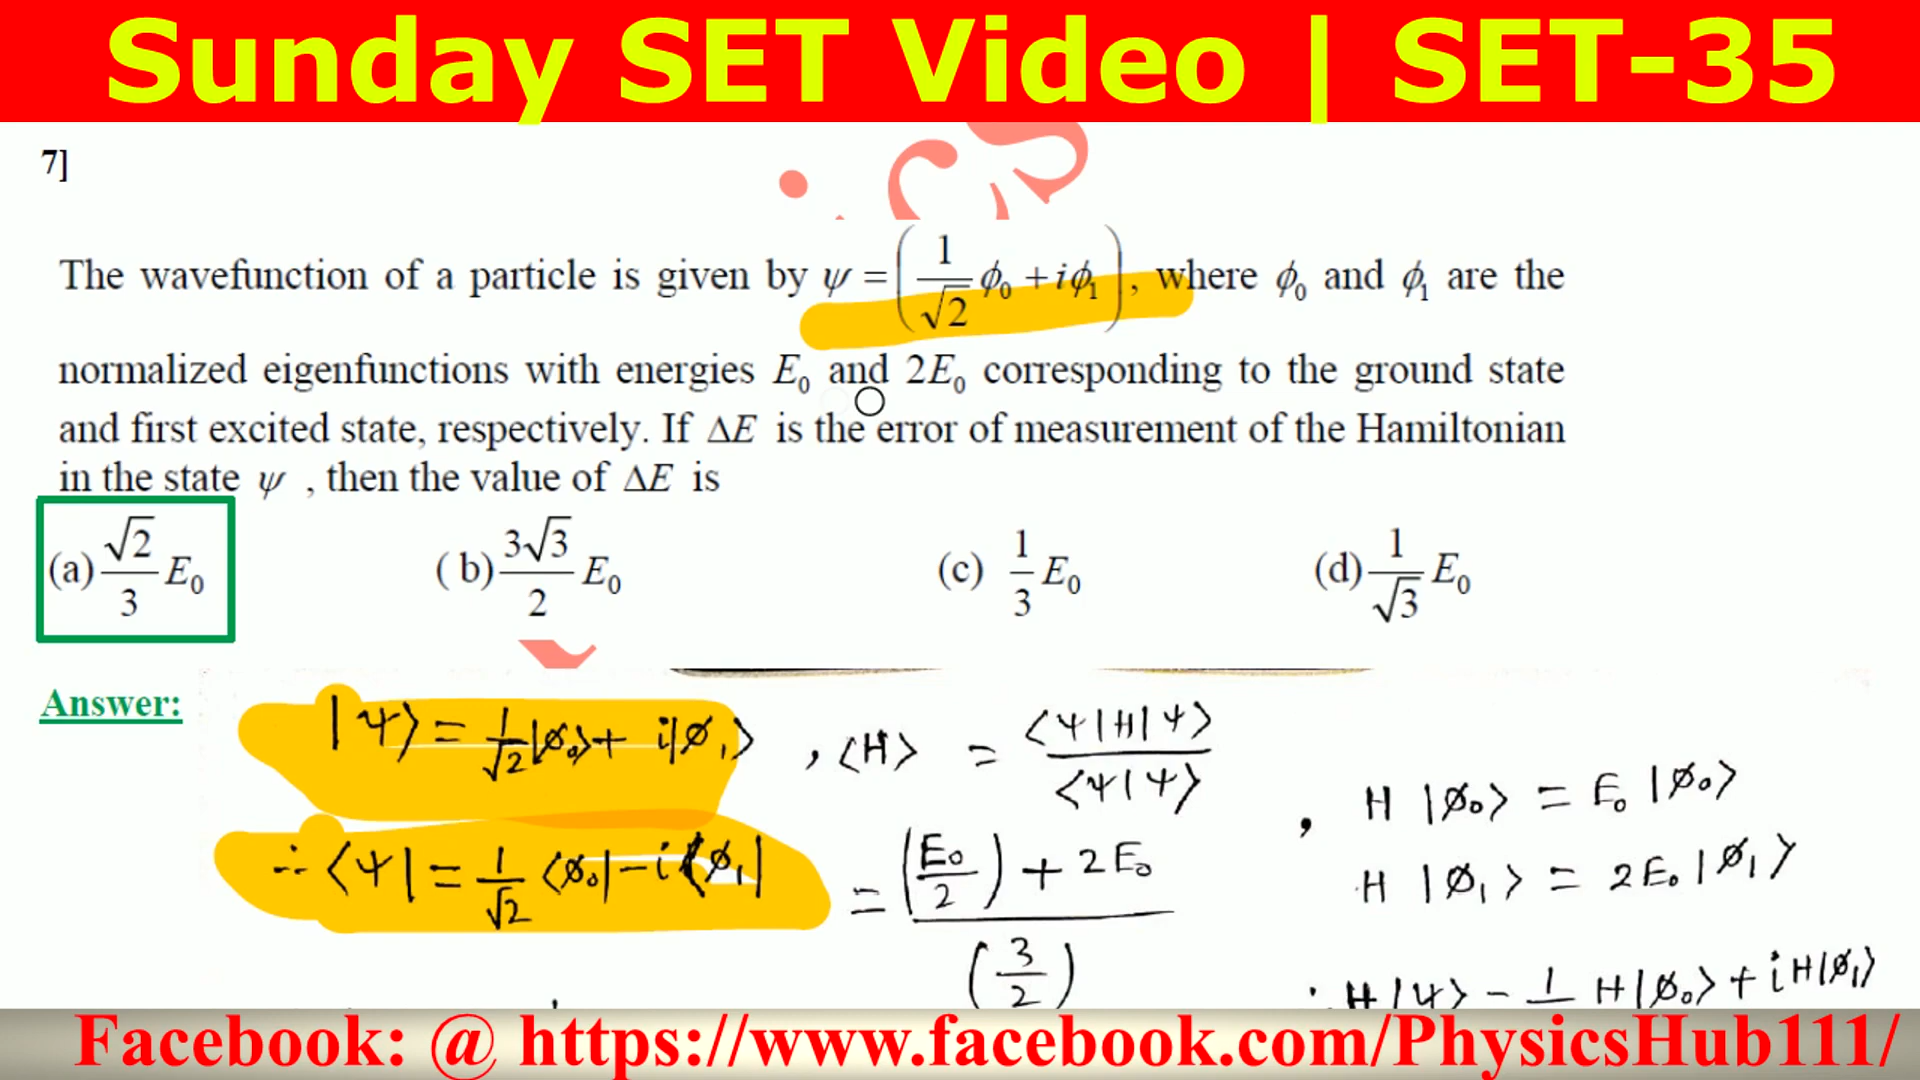 Sunday SET Video | SET-35
7]
The wavefunction of a particle is given by ψ = (1/√2 ϕ₀ + iϕ₁), where ϕ₀ and ϕ₁ are the
normalized eigenfunctions with energies E₀ and 2E₀ corresponding to the ground state
and first excited state, respectively. If ΔE is the error of measurement of the Hamiltonian
in the state ψ , then the value of ΔE is
(a) √2/3 E₀ ( b) 3√3/2 E₀ (c) 1/3 E₀ (d) 1/√3 E₀
Answer:
|ψ⟩ = 1/√2 |ϕ₀⟩ + i|ϕ₁⟩ , ⟨H⟩ = ⟨ψ|H|ψ⟩ / ⟨ψ|ψ⟩
, H |ϕ₀⟩ = E₀ |ϕ₀⟩
∴ ⟨ψ| = 1/√2 ⟨ϕ₀| − i⟨ϕ₁| = (E₀/2) + 2E₀ / (3/2)
H |ϕ₁⟩ = 2E₀ |ϕ₁⟩
H|ψ⟩ = 1 H|ϕ₀⟩ + iH|ϕ₁⟩
Facebook: @ https://www.facebook.com/PhysicsHub111/